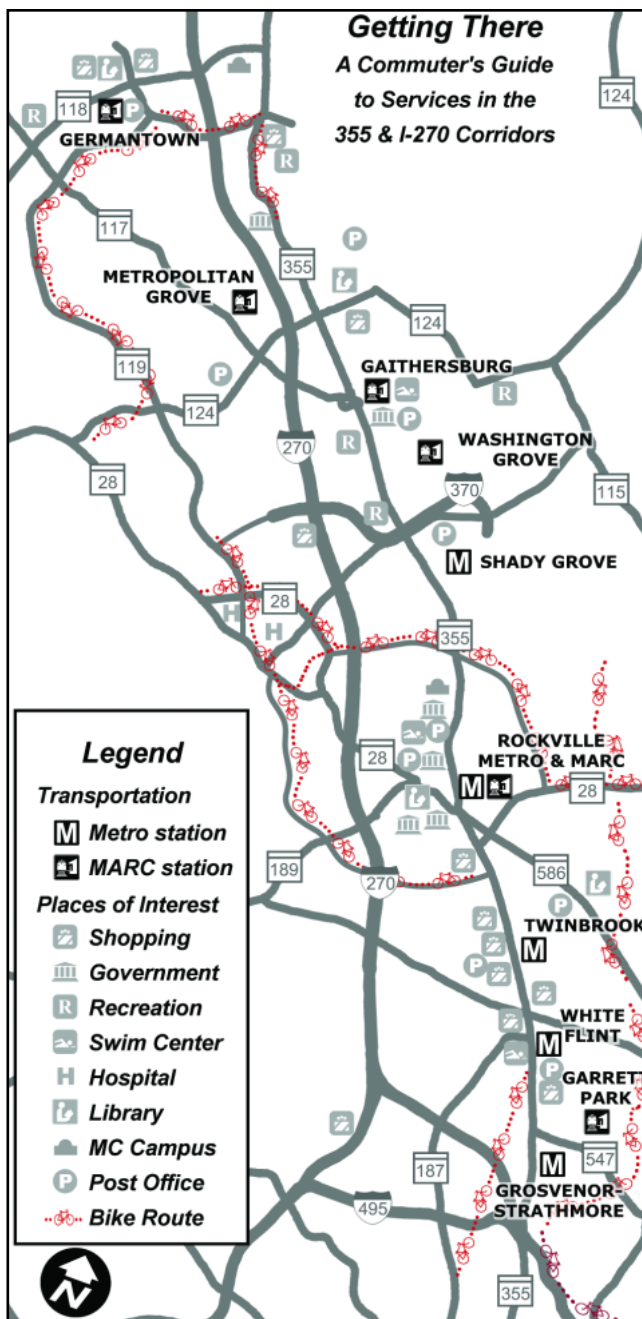 Getting There
A Commuter's Guide
to Services in the
355 & I-270 Corridors
124
118
P
R
GERMANTOWN
R
117
355
P
METROPOLITAN
GROVE
124
119
GAITHERSBURG
P
124
P
R
270
R
WASHINGTON
GROVE
28
370
115
R
P
M
SHADY GROVE
28
H
H
355
P
ROCKVILLE
METRO & MARC
28
P
M
28
189
270
586
P
TWINBROOK
M
P
WHITE
FLINT
M
P
GARRETT
PARK
187
547
M
GROSVENOR-
STRATHMORE
495
355
Legend
Transportation
M Metro station
MARC station
Places of Interest
Shopping
Government
R Recreation
Swim Center
H Hospital
Library
MC Campus
P Post Office
Bike Route
N